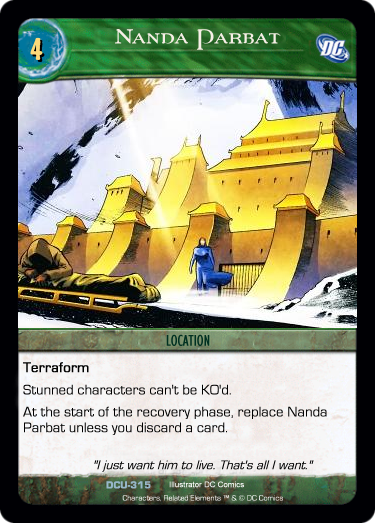 4
NANDA PARBAT
DC
LOCATION
Terraform
Stunned characters can't be KO'd.
At the start of the recovery phase, replace Nanda
Parbat unless you discard a card.
"I just want him to live. That's all I want."
DCU-315 Illustrator DC Comics
Characters, Related Elements ™ & © DC Comics